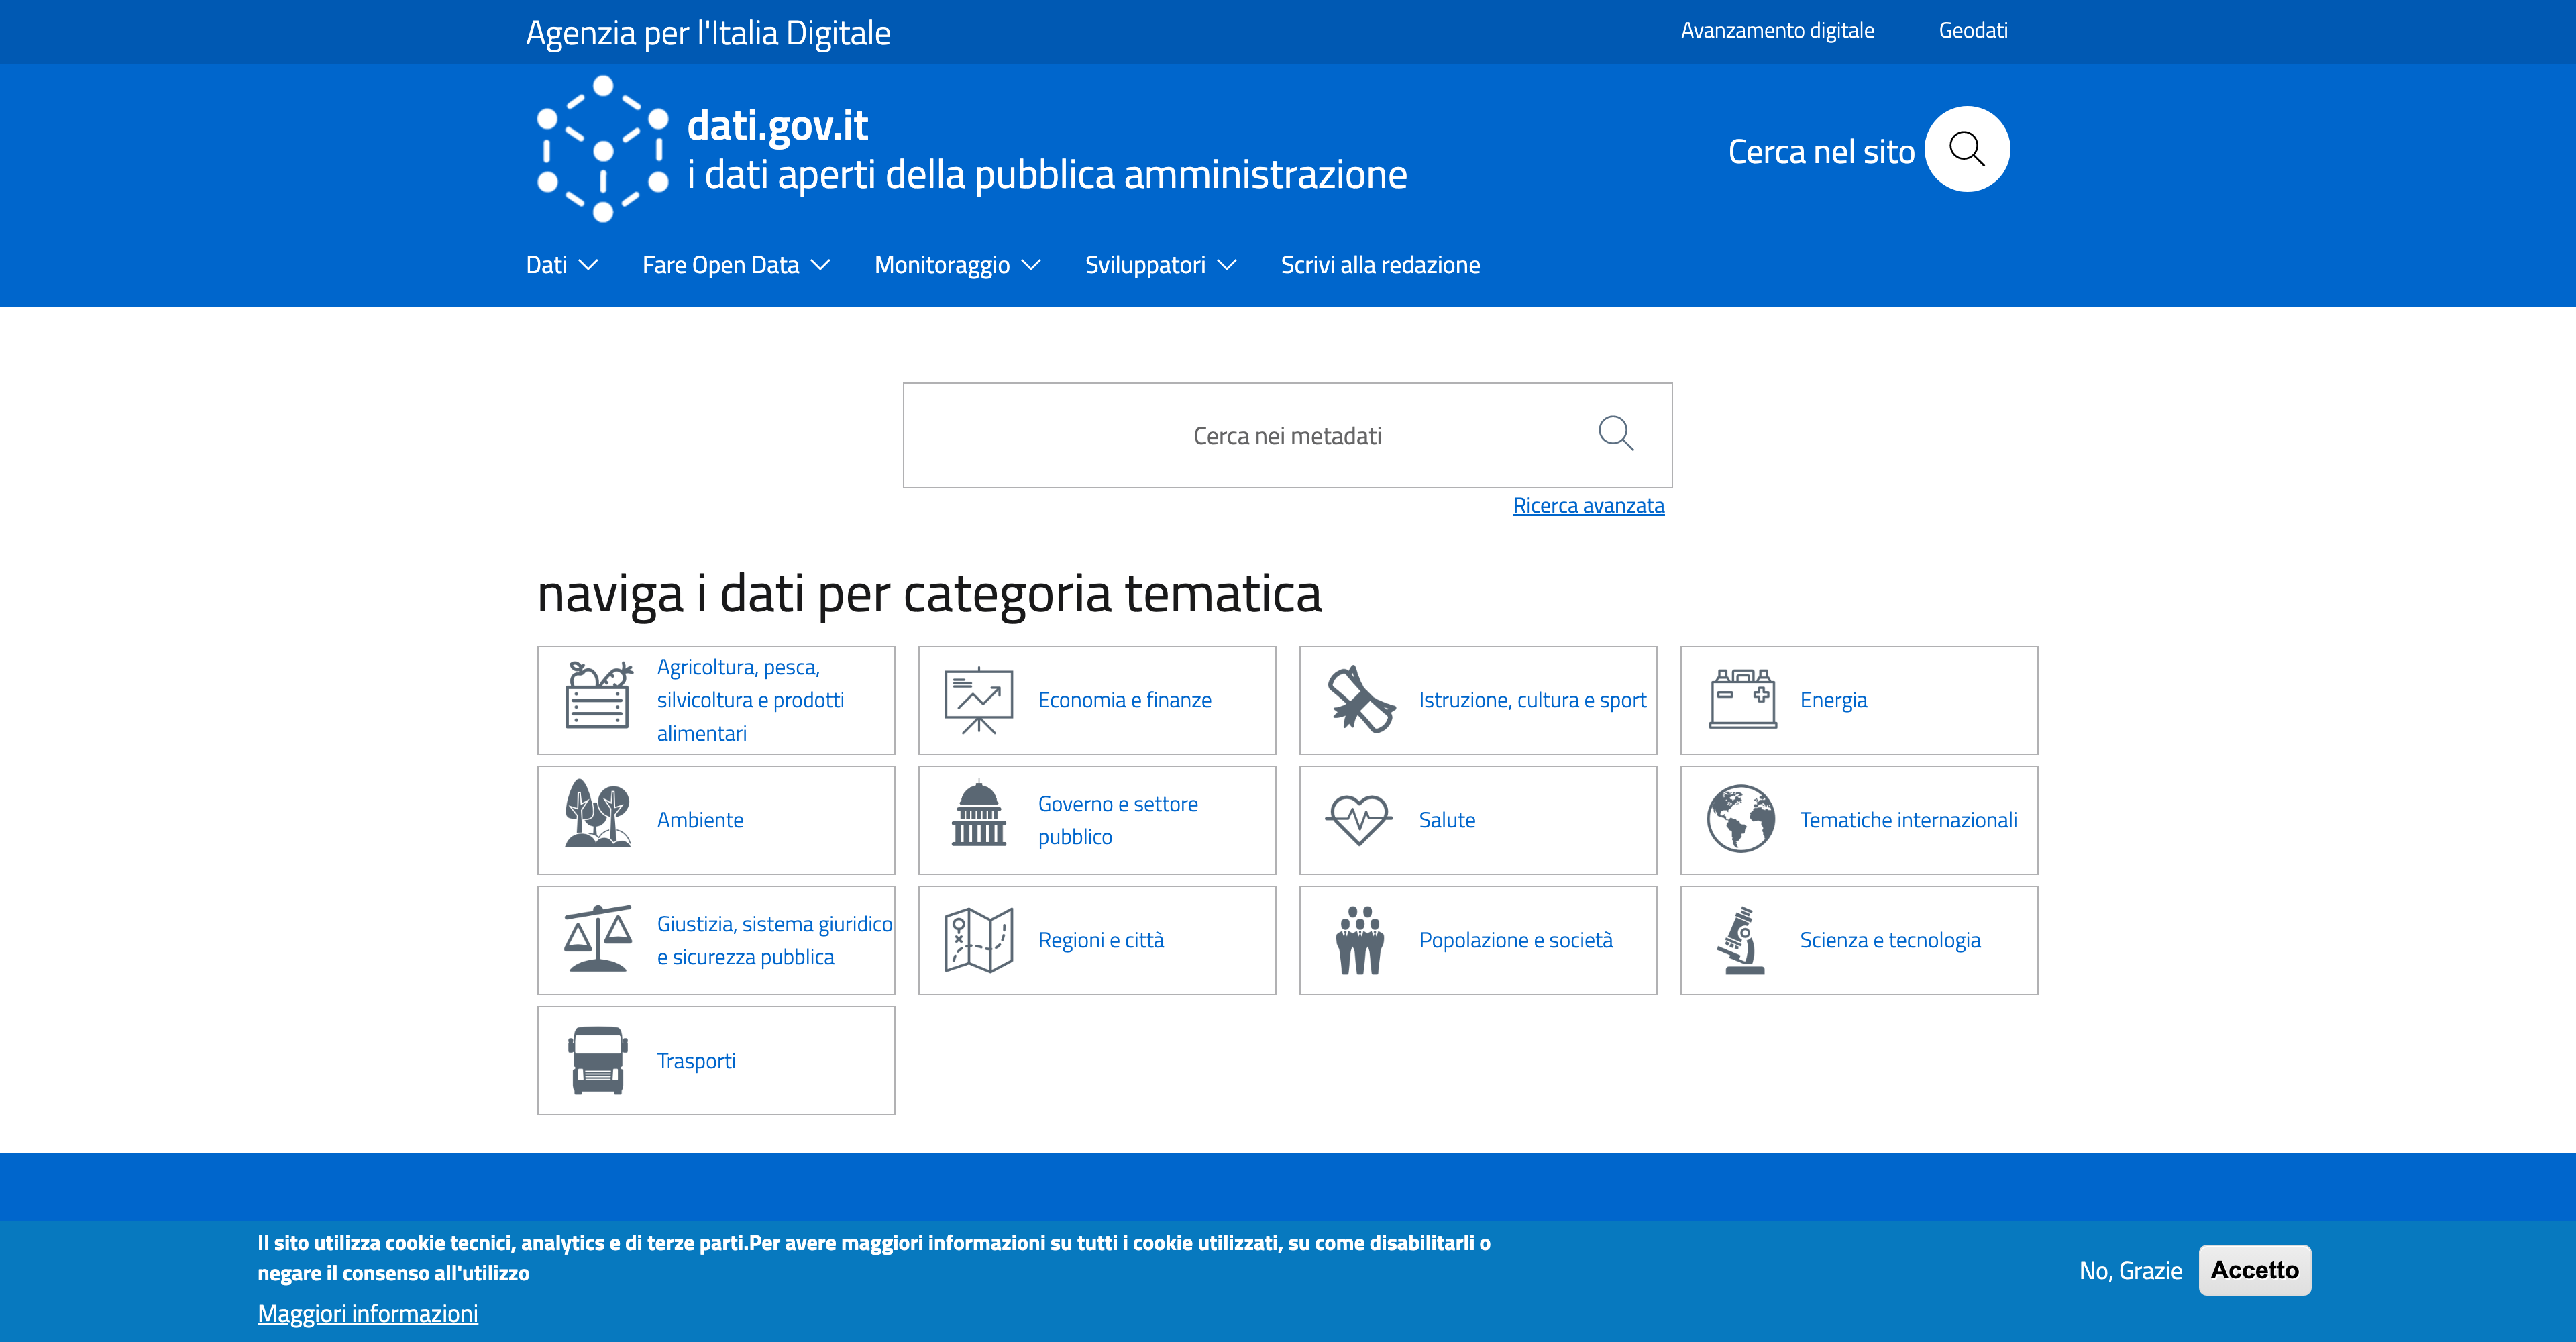 Agenzia per l'Italia Digitale
Avanzamento digitale
Geodati
dati.gov.it
i dati aperti della pubblica amministrazione
Cerca nel sito
Dati
Fare Open Data
Monitoraggio
Sviluppatori
Scrivi alla redazione
Cerca nei metadati
Ricerca avanzata
naviga i dati per categoria tematica
Agricoltura, pesca,
silvicoltura e prodotti
alimentari
Economia e finanze
Istruzione, cultura e sport
Energia
Ambiente
Governo e settore
pubblico
Salute
Tematiche internazionali
Giustizia, sistema giuridico
e sicurezza pubblica
Regioni e città
Popolazione e società
Scienza e tecnologia
Trasporti
Il sito utilizza cookie tecnici, analytics e di terze parti.Per avere maggiori informazioni su tutti i cookie utilizzati, su come disabilitarli o
negare il consenso all'utilizzo
Maggiori informazioni
No, Grazie
Accetto